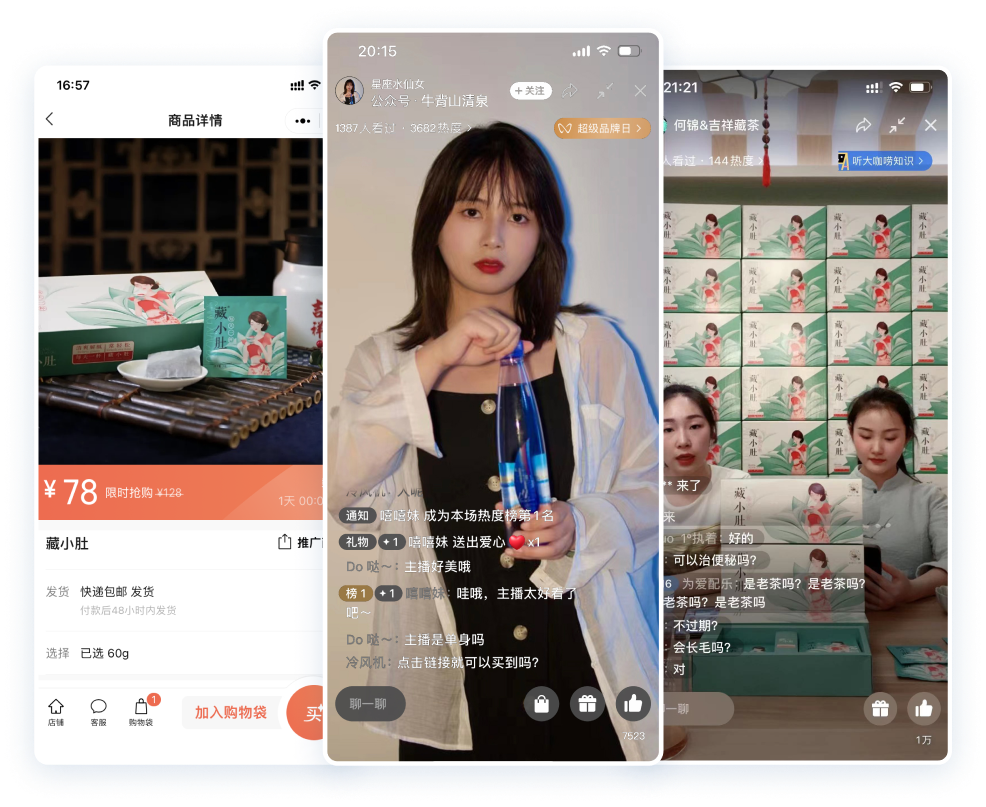 16:57
商品详情
藏小肚
吉祥
¥78 限时抢购 ¥128
1天 00:0
藏小肚
推广
发货 快递包邮 发货
付款后48小时内发货
选择 已选 60g
店铺
客服
1
购物袋
加入购物袋
买
20:15
星座水仙女
公众号 · 牛背山清泉
+ 关注
1387人看过 · 3682热度 >
超级品牌日 >
通知 嘻嘻妹 成为本场热度榜第1名
礼物 +1 嘻嘻妹 送出爱心 x1
Do 哒~：主播好美哦
榜1 +1 嘻嘻妹：哇哦，主播太好看了
吧~
Do 哒~：主播是单身吗
冷风机：点击链接就可以买到吗?
聊一聊
7523
21:21
何锦&吉祥藏茶
人看过 · 144热度 >
听大咖唠知识 >
藏小肚
** 来了
来
1°执着：好的
：可以治便秘吗?
6 为爱配乐：是老茶吗？是老茶吗?
老茶吗？是老茶吗
：不过期?
：会长毛吗?
：对
一聊
1万